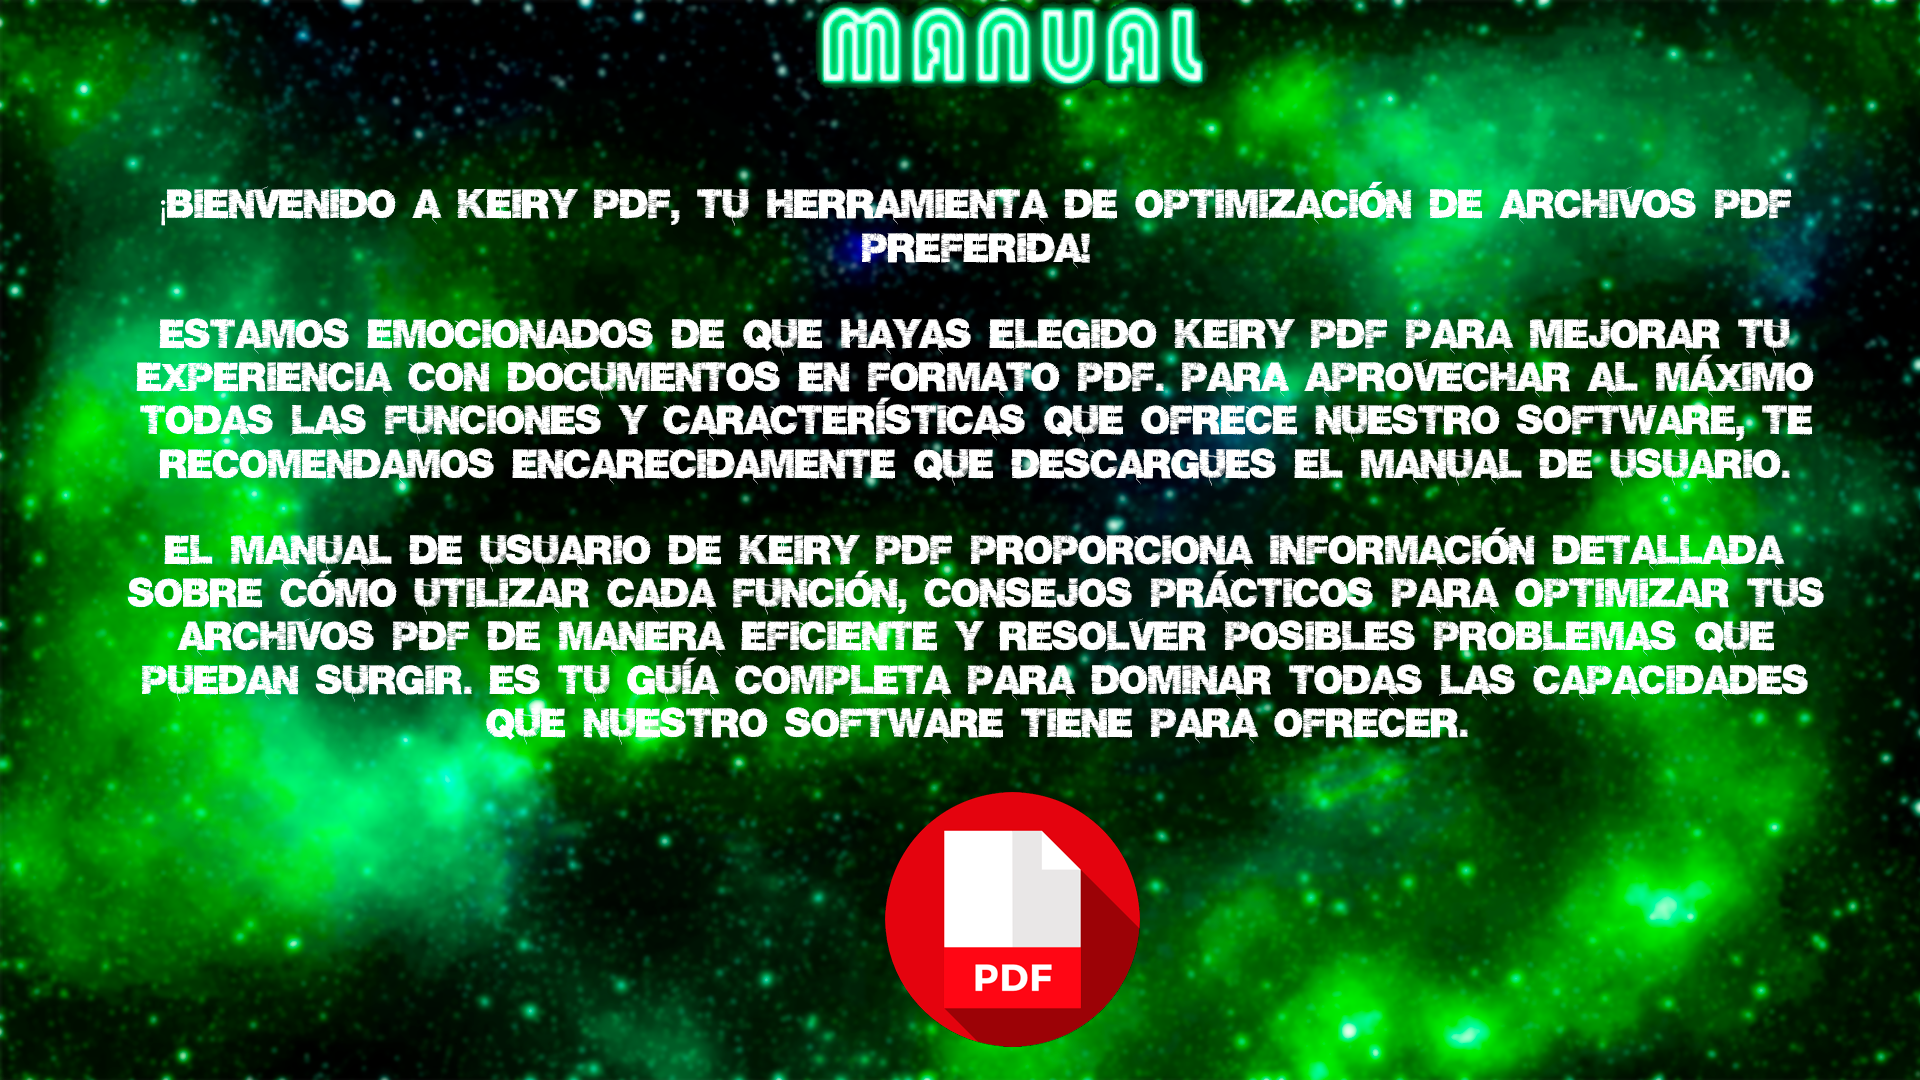 MANUAL
¡BIENVENIDO A KEIRY PDF, TU HERRAMIENTA DE OPTIMIZACIÓN DE ARCHIVOS PDF
PREFERIDA!
ESTAMOS EMOCIONADOS DE QUE HAYAS ELEGIDO KEIRY PDF PARA MEJORAR TU
EXPERIENCIA CON DOCUMENTOS EN FORMATO PDF. PARA APROVECHAR AL MÁXIMO
TODAS LAS FUNCIONES Y CARACTERÍSTICAS QUE OFRECE NUESTRO SOFTWARE, TE
RECOMENDAMOS ENCARECIDAMENTE QUE DESCARGUES EL MANUAL DE USUARIO.
EL MANUAL DE USUARIO DE KEIRY PDF PROPORCIONA INFORMACIÓN DETALLADA
SOBRE CÓMO UTILIZAR CADA FUNCIÓN, CONSEJOS PRÁCTICOS PARA OPTIMIZAR TUS
ARCHIVOS PDF DE MANERA EFICIENTE Y RESOLVER POSIBLES PROBLEMAS QUE
PUEDAN SURGIR. ES TU GUÍA COMPLETA PARA DOMINAR TODAS LAS CAPACIDADES
QUE NUESTRO SOFTWARE TIENE PARA OFRECER.
PDF